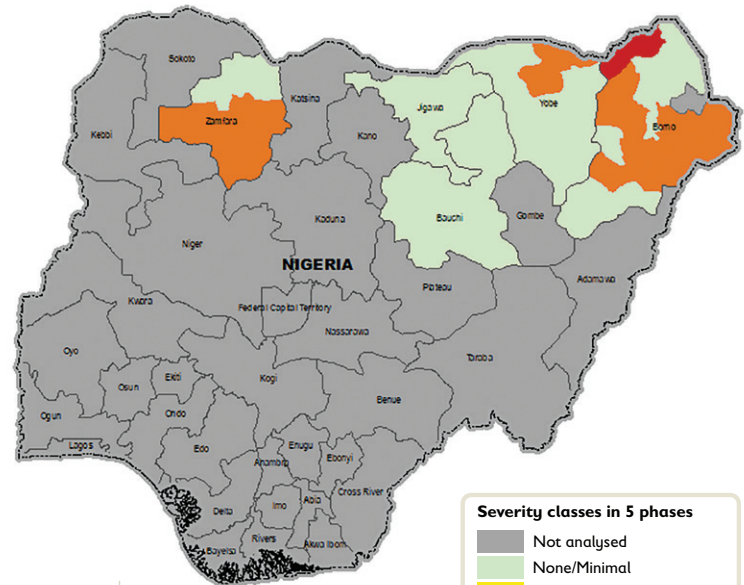 Sokoto
Katsina
Jigawa
Yobe
Borno
Kebbi
Zamfara
Kano
Bauchi
Gombe
Kaduna
Niger
NIGERIA
Adamawa
Plateau
Kwara
Federal Capital Territory
Nassarawa
Taraba
Oyo
Osun
Ekiti
Kogi
Benue
Ogun
Ondo
Lagos
Edo
Enugu
Ebonyi
Anambra
Cross River
Delta
Imo
Abia
Bayelsa
Rivers
Akwa Ibom
Severity classes in 5 phases
Not analysed
None/Minimal